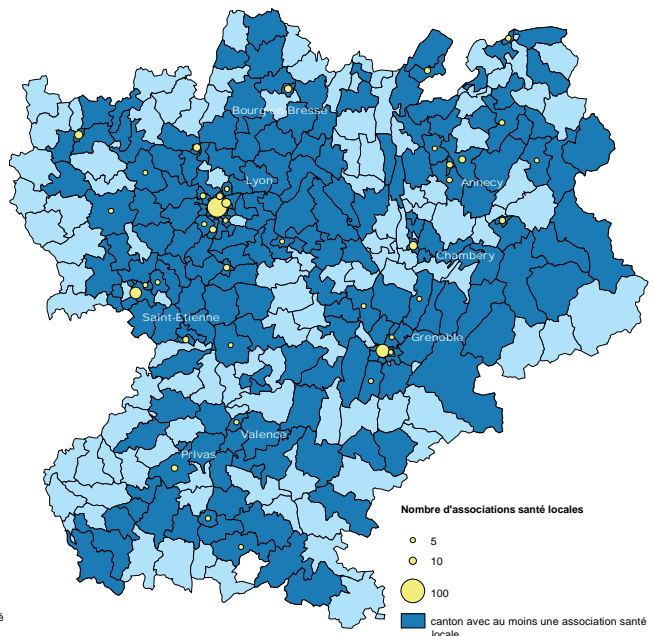 Bourg-en-Bresse
Lyon
Annecy
Chambéry
Saint-Etienne
Grenoble
Valence
Privas
Nombre d'associations santé locales
5
10
100
canton avec au moins une association santé
locale
é